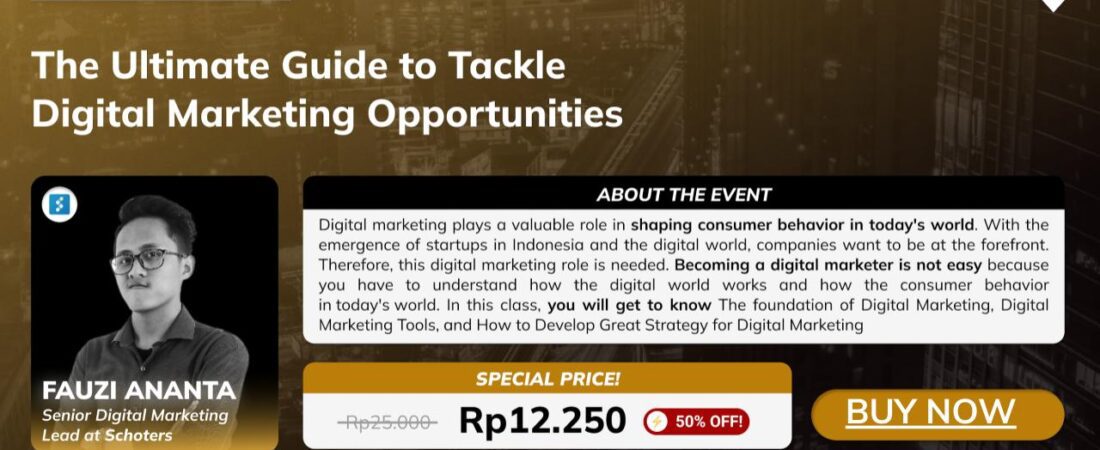 The Ultimate Guide to Tackle
Digital Marketing Opportunities
FAUZI ANANTA
Senior Digital Marketing
Lead at Schoters
ABOUT THE EVENT
Digital marketing plays a valuable role in shaping consumer behavior in today's world. With the
emergence of startups in Indonesia and the digital world, companies want to be at the forefront.
Therefore, this digital marketing role is needed. Becoming a digital marketer is not easy because
you have to understand how the digital world works and how the consumer behavior
in today's world. In this class, you will get to know The foundation of Digital Marketing, Digital
Marketing Tools, and How to Develop Great Strategy for Digital Marketing
SPECIAL PRICE!
Rp25.000 Rp12.250 50% OFF!
BUY NOW